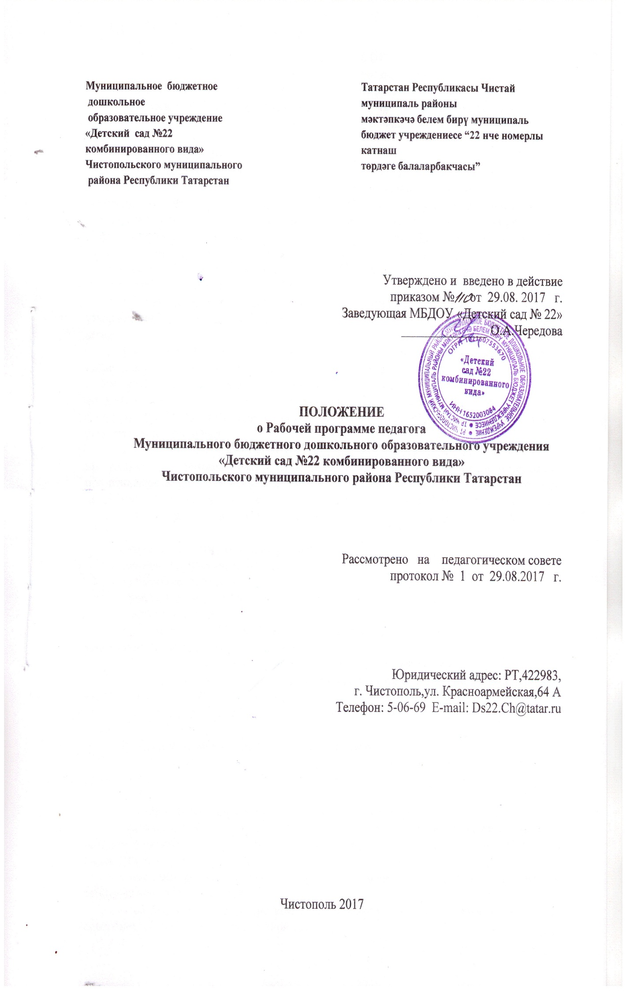 Муниципальное бюджетное
дошкольное
образовательное учреждение
«Детский сад №22
комбинированного вида»
Чистопольского муниципального
района Республики Татарстан
Татарстан Республикасы Чистай
муниципаль районы
мәктәпкәчә белем бирү муниципаль
бюджет учреждениесе “22 нче номерлы
катнаш
төрдәге балаларбакчасы”
Утверждено и введено в действие
приказом № от 29.08. 2017 г.
Заведующая МБДОУ «Детский сад № 22»
О.А.Чередова
ОГРН 1021607553670
«Детский
сад №22
комбинированного
вида»
ИНН 1652003084
ПОЛОЖЕНИЕ
о Рабочей программе педагога
Муниципального бюджетного дошкольного образовательного учреждения
«Детский сад №22 комбинированного вида»
Чистопольского муниципального района Республики Татарстан
Рассмотрено на педагогическом совете
протокол № 1 от 29.08.2017 г.
Юридический адрес: РТ,422983,
г. Чистополь,ул. Красноармейская,64 А
Телефон: 5-06-69 E-mail: Ds22.Ch@tatar.ru
Чистополь 2017